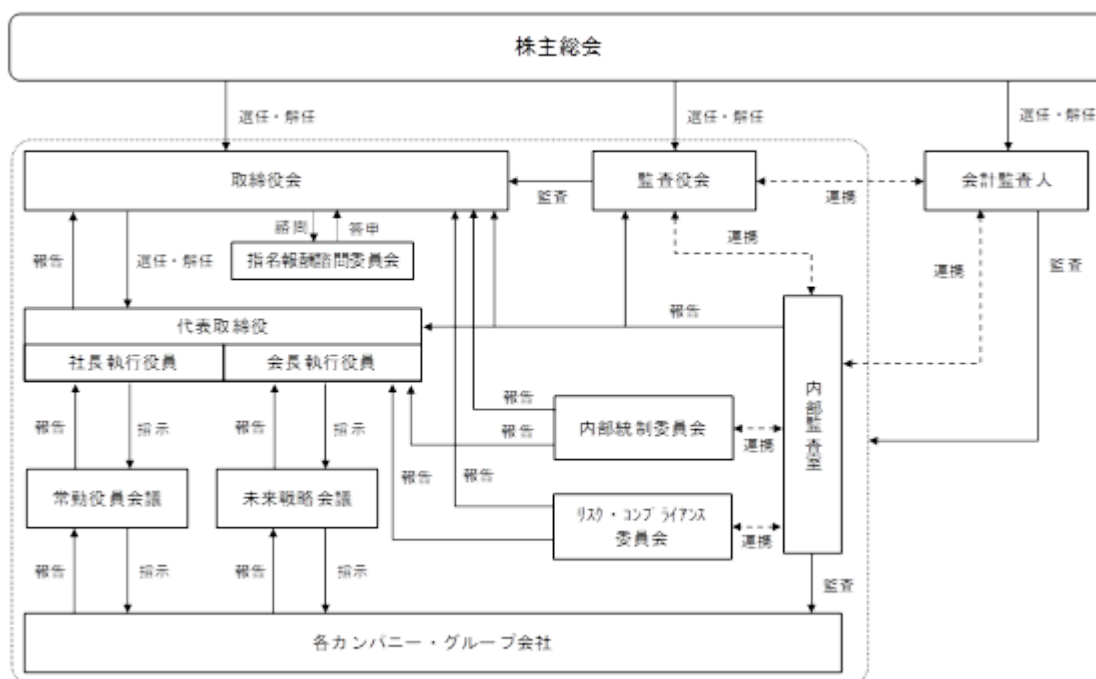 株主総会
選任・解任
選任・解任
選任・解任
取締役会
監査
監査役会
連携
会計監査人
諮問
答申
指名報酬諮問委員会
連携
報告
選任・解任
連携
監査
代表取締役
報告
社長執行役員
会長執行役員
内部監査室
報告
指示
報告
指示
報告
報告
内部統制委員会
連携
報告
報告
常勤役員会議
未来戦略会議
リスク・コンプライアンス
委員会
連携
報告
指示
報告
指示
監査
各カンパニー・グループ会社